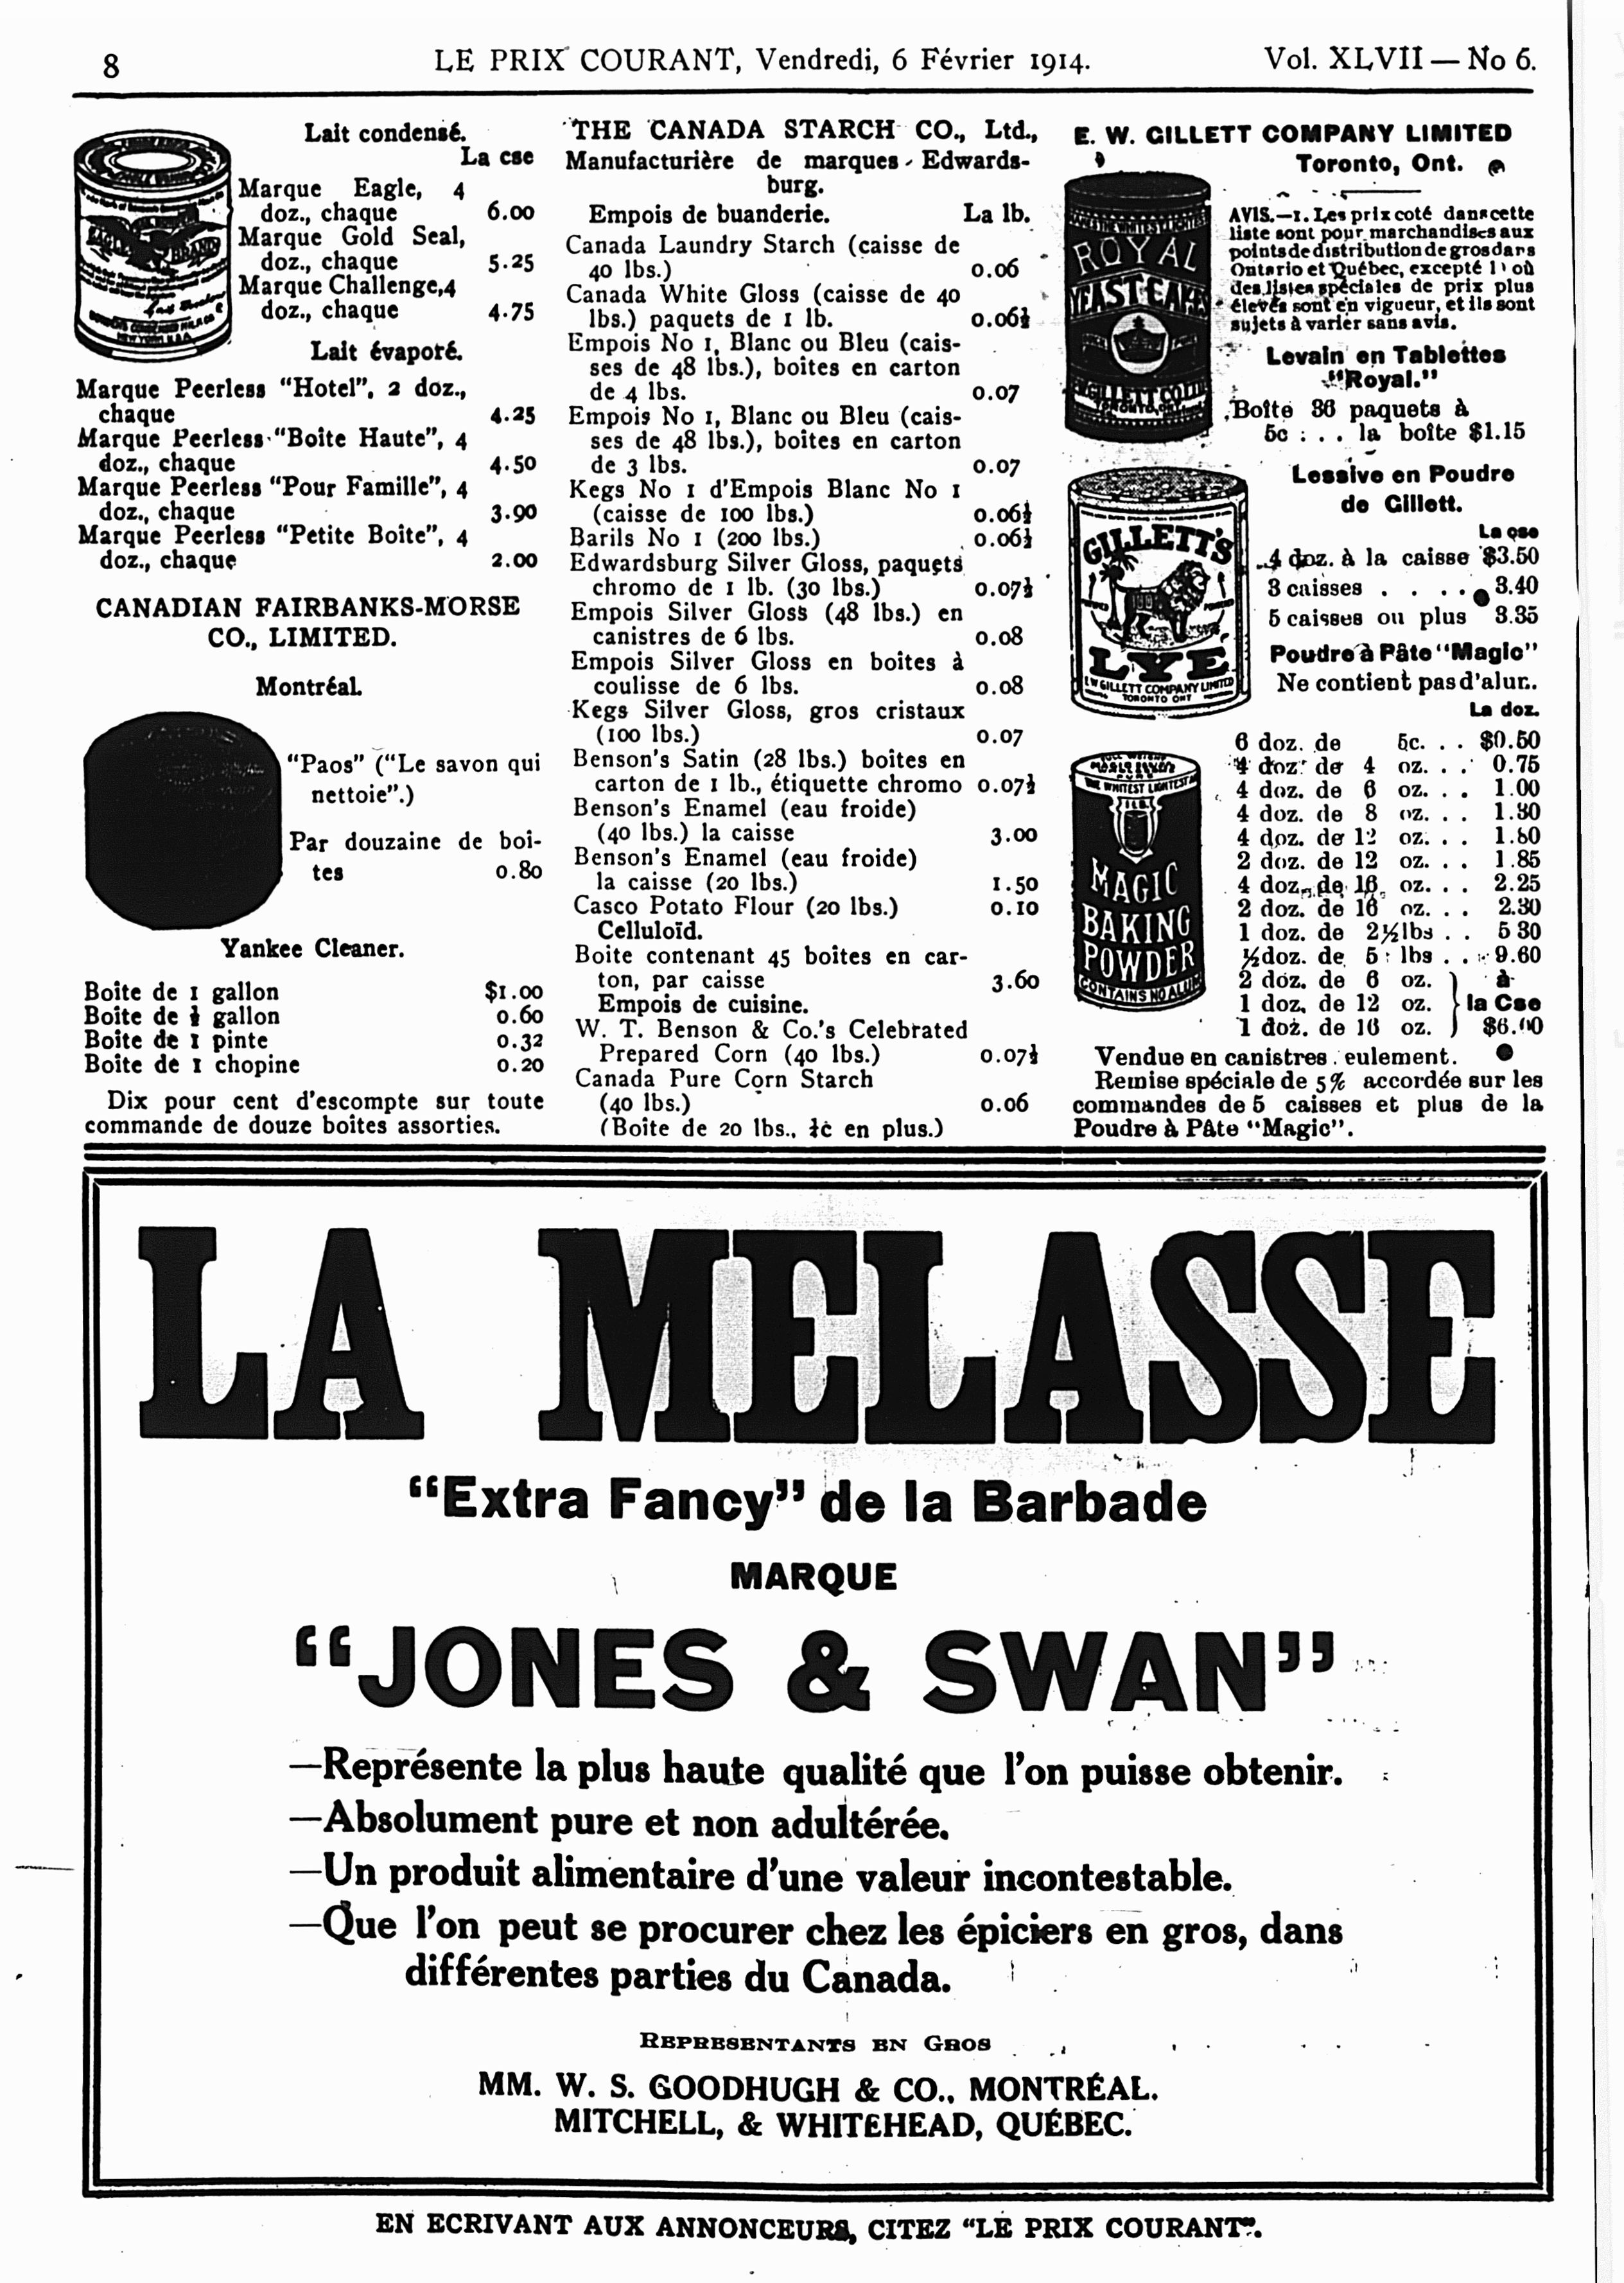 8
LE PRIX COURANT, Vendredi, 6 Février 1914.
Vol. XLVII — No 6.
Lait condensé.
La cse
Marque Eagle, 4
doz., chaque 6.00
Marque Gold Seal,
doz., chaque 5.25
Marque Challenge, 4
doz., chaque 4.75
Lait évaporé.
Marque Peerless "Hotel", 2 doz.,
chaque 4.25
Marque Peerless "Boite Haute", 4
doz., chaque 4.50
Marque Peerless "Pour Famille", 4
doz., chaque 3.90
Marque Peerless "Petite Boite", 4
doz., chaque 2.00
EAGLE BRAND
CANADIAN FAIRBANKS-MORSE
CO., LIMITED.
Montréal.
"Paos" ("Le savon qui
nettoie".)
Par douzaine de boi-
tes 0.80
Yankee Cleaner.
Boîte de 1 gallon $1.00
Boîte de ½ gallon 0.60
Boîte de 1 pinte 0.32
Boîte de 1 chopine 0.20
Dix pour cent d'escompte sur toute
commande de douze boîtes assorties.
THE CANADA STARCH CO., Ltd.,
Manufacturière de marques Edwards-
burg.
Empois de buanderie. La lb.
Canada Laundry Starch (caisse de
40 lbs.) 0.06
Canada White Gloss (caisse de 40
lbs.) paquets de 1 lb. 0.06½
Empois No 1, Blanc ou Bleu (cais-
ses de 48 lbs.), boîtes en carton
de 4 lbs. 0.07
Empois No 1, Blanc ou Bleu (cais-
ses de 48 lbs.), boîtes en carton
de 3 lbs. 0.07
Kegs No 1 d'Empois Blanc No 1
(caisse de 100 lbs.) 0.06½
Barils No 1 (200 lbs.) 0.06½
Edwardsburg Silver Gloss, paquets
chromo de 1 lb. (30 lbs.) 0.07½
Empois Silver Gloss (48 lbs.) en
canistres de 6 lbs. 0.08
Empois Silver Gloss en boîtes à
coulisse de 6 lbs. 0.08
Kegs Silver Gloss, gros cristaux
(100 lbs.) 0.07
Benson's Satin (28 lbs.) boites en
carton de 1 lb., étiquette chromo 0.07½
Benson's Enamel (eau froide)
(40 lbs.) la caisse 3.00
Benson's Enamel (eau froide)
la caisse (20 lbs.) 1.50
Casco Potato Flour (20 lbs.) 0.10
Celluloïd.
Boite contenant 45 boîtes en car-
ton, par caisse 3.60
Empois de cuisine.
W. T. Benson & Co.'s Celebrated
Prepared Corn (40 lbs.) 0.07½
Canada Pure Corn Starch
(40 lbs.) 0.06
(Boîte de 20 lbs., ¼c en plus.)
E. W. GILLETT COMPANY LIMITED
Toronto, Ont.
ROYAL
YEAST CAKES
E.W. GILLETT CO. LTD.
TORONTO, ONT.
AVIS.—1. Les prix coté dans cette
liste sont pour marchandises aux
points de distribution de gros dans
Ontario et Québec, excepté où
des listes spéciales de prix plus
élevés sont en vigueur, et ils sont
sujets à varier sans avis.
Levain en Tablettes
"Royal."
Boîte 36 paquets à
5c : . . la boîte $1.15
GILLETT'S
LYE
E.W. GILLETT COMPANY LIMITED
TORONTO ONT
Lessive en Poudre
de Gillett.
La cse
4 doz. à la caisse $3.50
3 caisses . . . . 3.40
5 caisses ou plus 3.35
Poudre à Pâte "Magic"
Ne contient pas d'alun.
La doz.
MAGIC
BAKING
POWDER
CONTAINS NO ALUM
6 doz. de 5c. . . $0.50
4 doz. de 4 oz. . . 0.75
4 doz. de 6 oz. . . 1.00
4 doz. de 8 oz. . . 1.30
4 doz. de 12 oz. . .
2 doz. de 12 oz. . . 1.85
4 doz. de 16 oz. . . 2.25
2 doz. de 16 oz. . . 2.30
1 doz. de 2½ lbs . . 5 30
½ doz. de 5 lbs . . 9.60
2 doz. de 6 oz. à
1 doz. de 12 oz. la Cse
1 doz. de 16 oz. $6.00
Vendue en canistres eulement.
Remise spéciale de 5% accordée sur les
commandes de 5 caisses et plus de la
Poudre à Pâte "Magic".
LA MELASSE
"Extra Fancy" de la Barbade
MARQUE
"JONES & SWAN"
—Représente la plus haute qualité que l'on puisse obtenir.
—Absolument pure et non adultérée.
—Un produit alimentaire d'une valeur incontestable.
—Que l'on peut se procurer chez les épiciers en gros, dans
différentes parties du Canada.
REPRESENTANTS EN GROS
MM. W. S. GOODHUGH & CO., MONTRÉAL.
MITCHELL, & WHITEHEAD, QUÉBEC.
EN ECRIVANT AUX ANNONCEURS, CITEZ "LE PRIX COURANT".